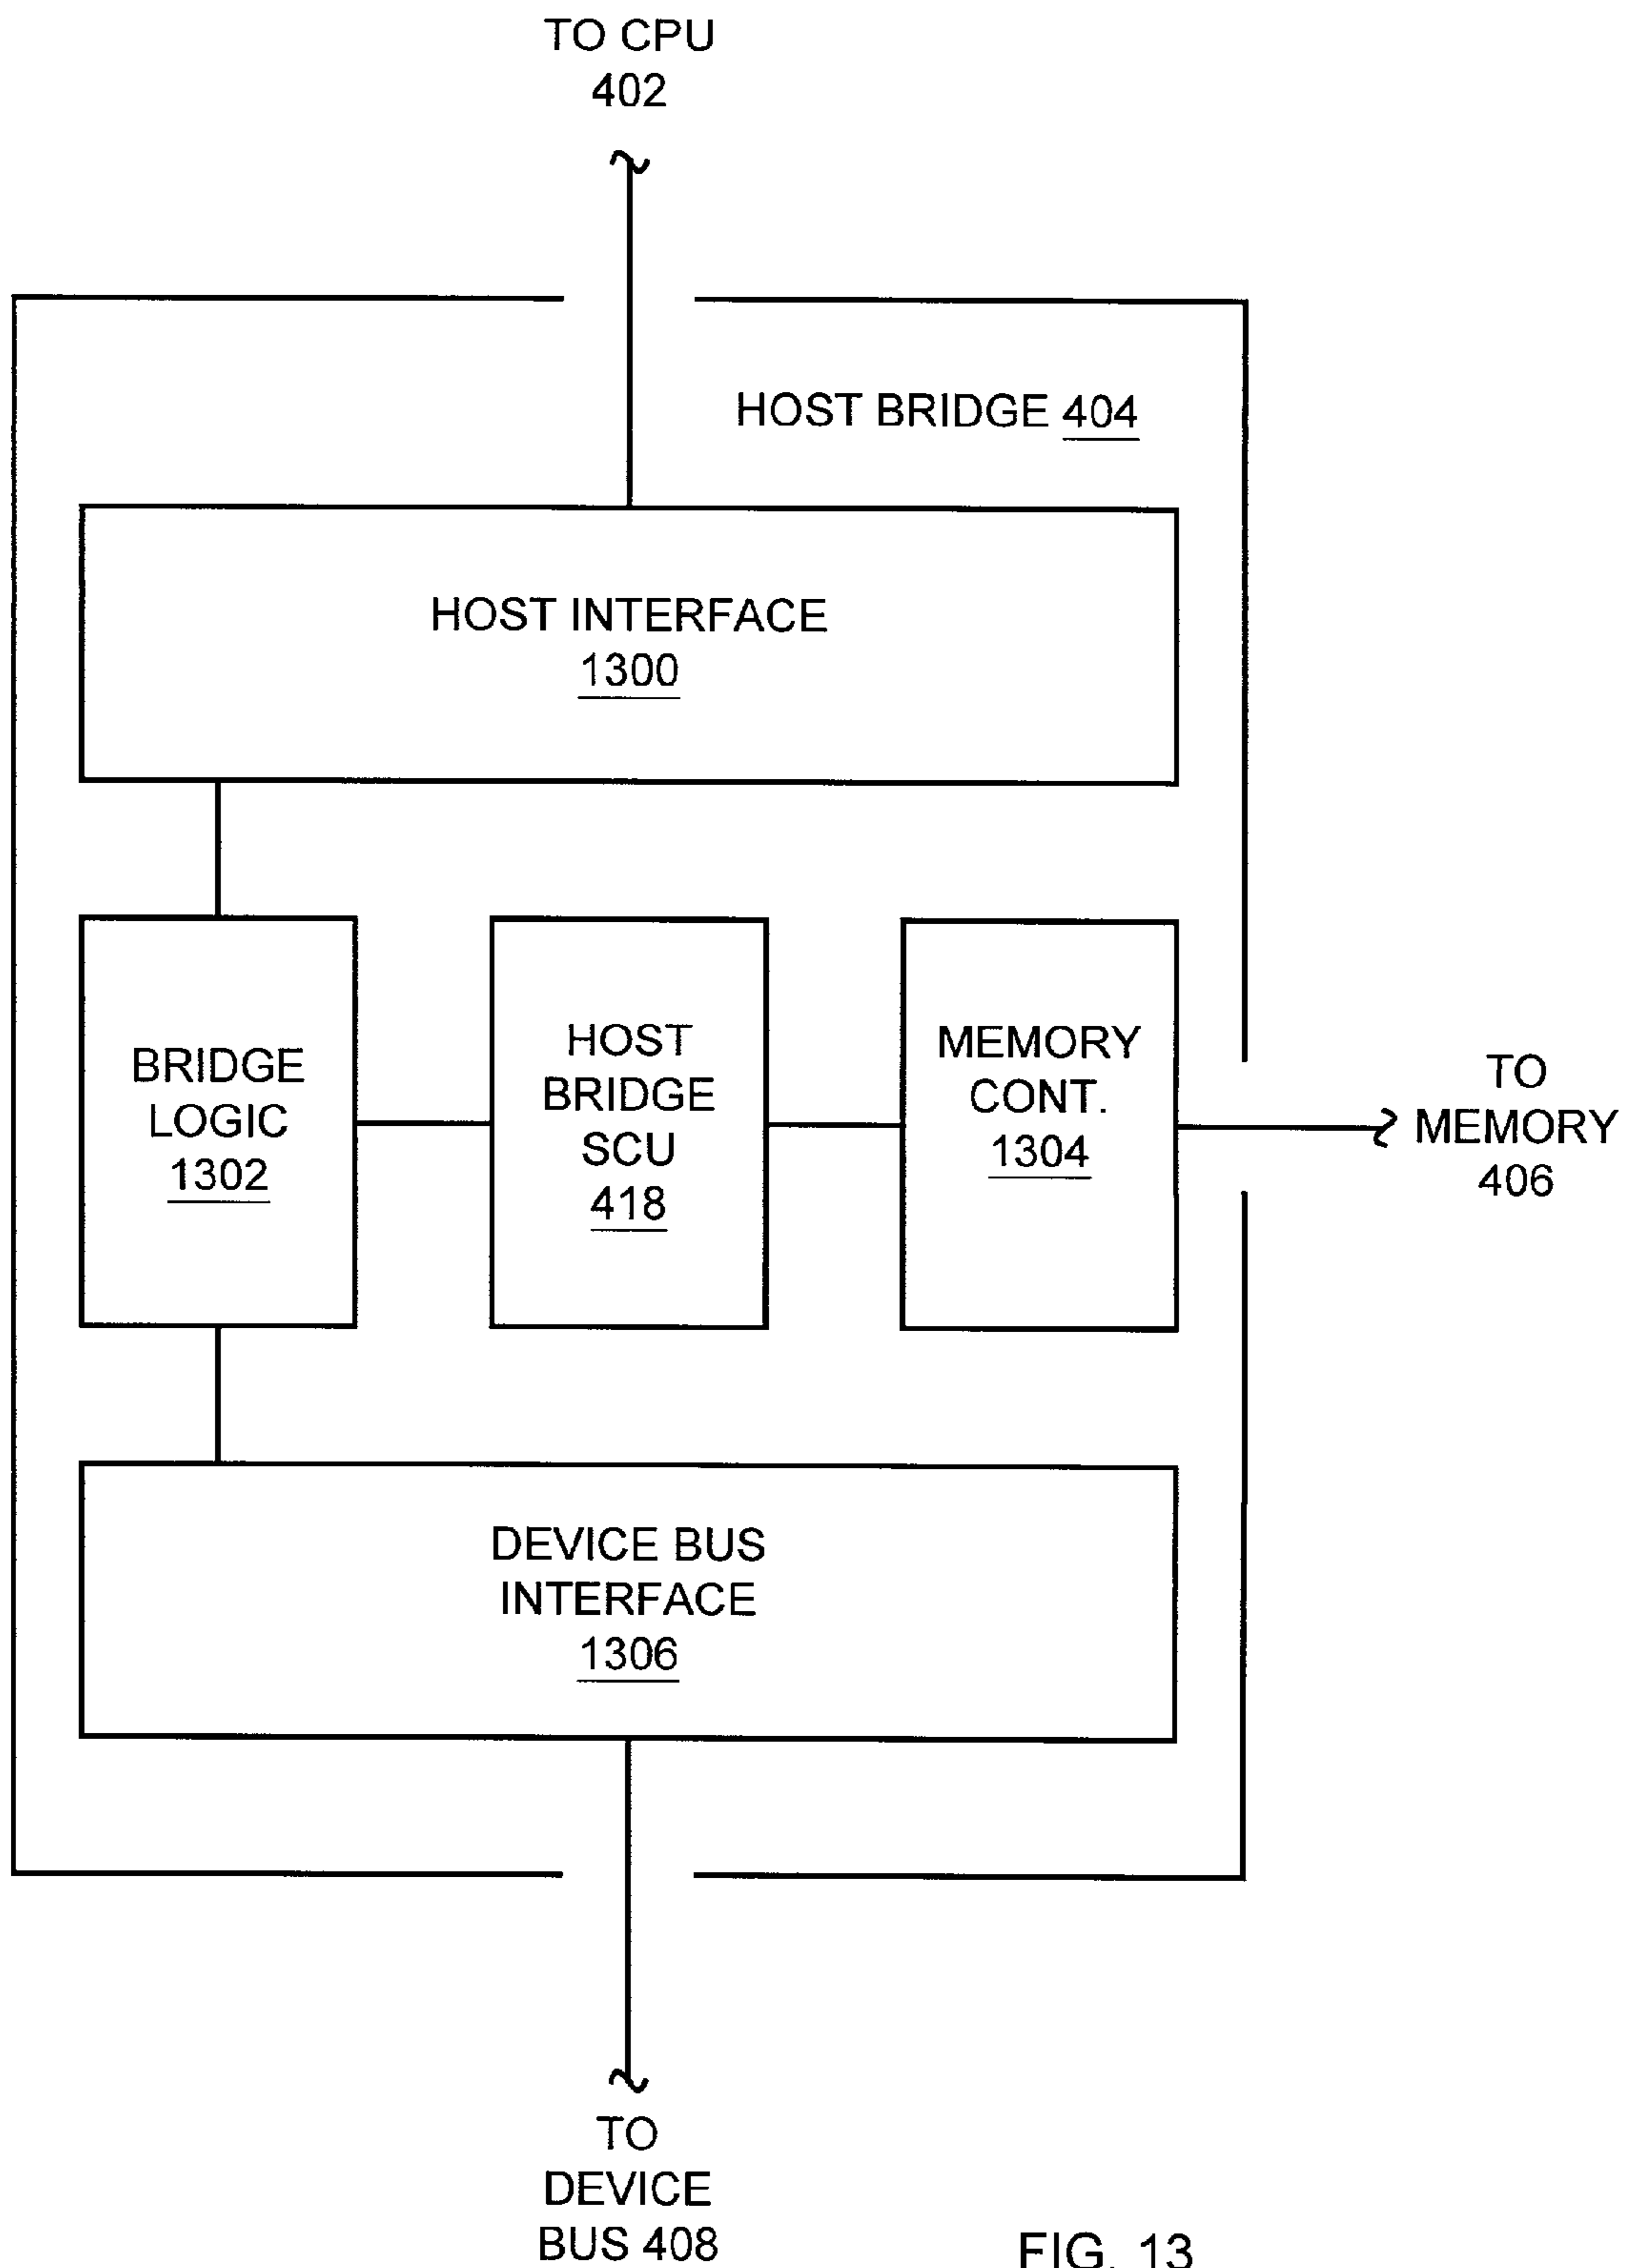 TO CPU
402
HOST BRIDGE 404
HOST INTERFACE
1300
BRIDGE
LOGIC
1302
HOST
BRIDGE
SCU
418
MEMORY
CONT.
1304
TO
MEMORY
406
DEVICE BUS
INTERFACE
1306
TO
DEVICE
BUS 408
FIG. 13